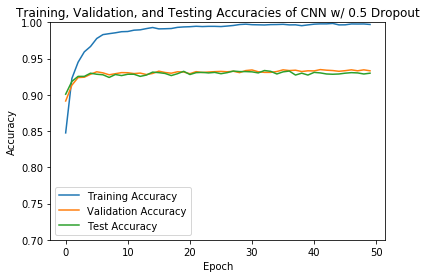 Training, Validation, and Testing Accuracies of CNN w/ 0.5 Dropout
1.00
0.95
0.90
0.85
0.80
0.75
0.70
Accuracy
Training Accuracy
Validation Accuracy
Test Accuracy
0 10 20 30 40 50
Epoch